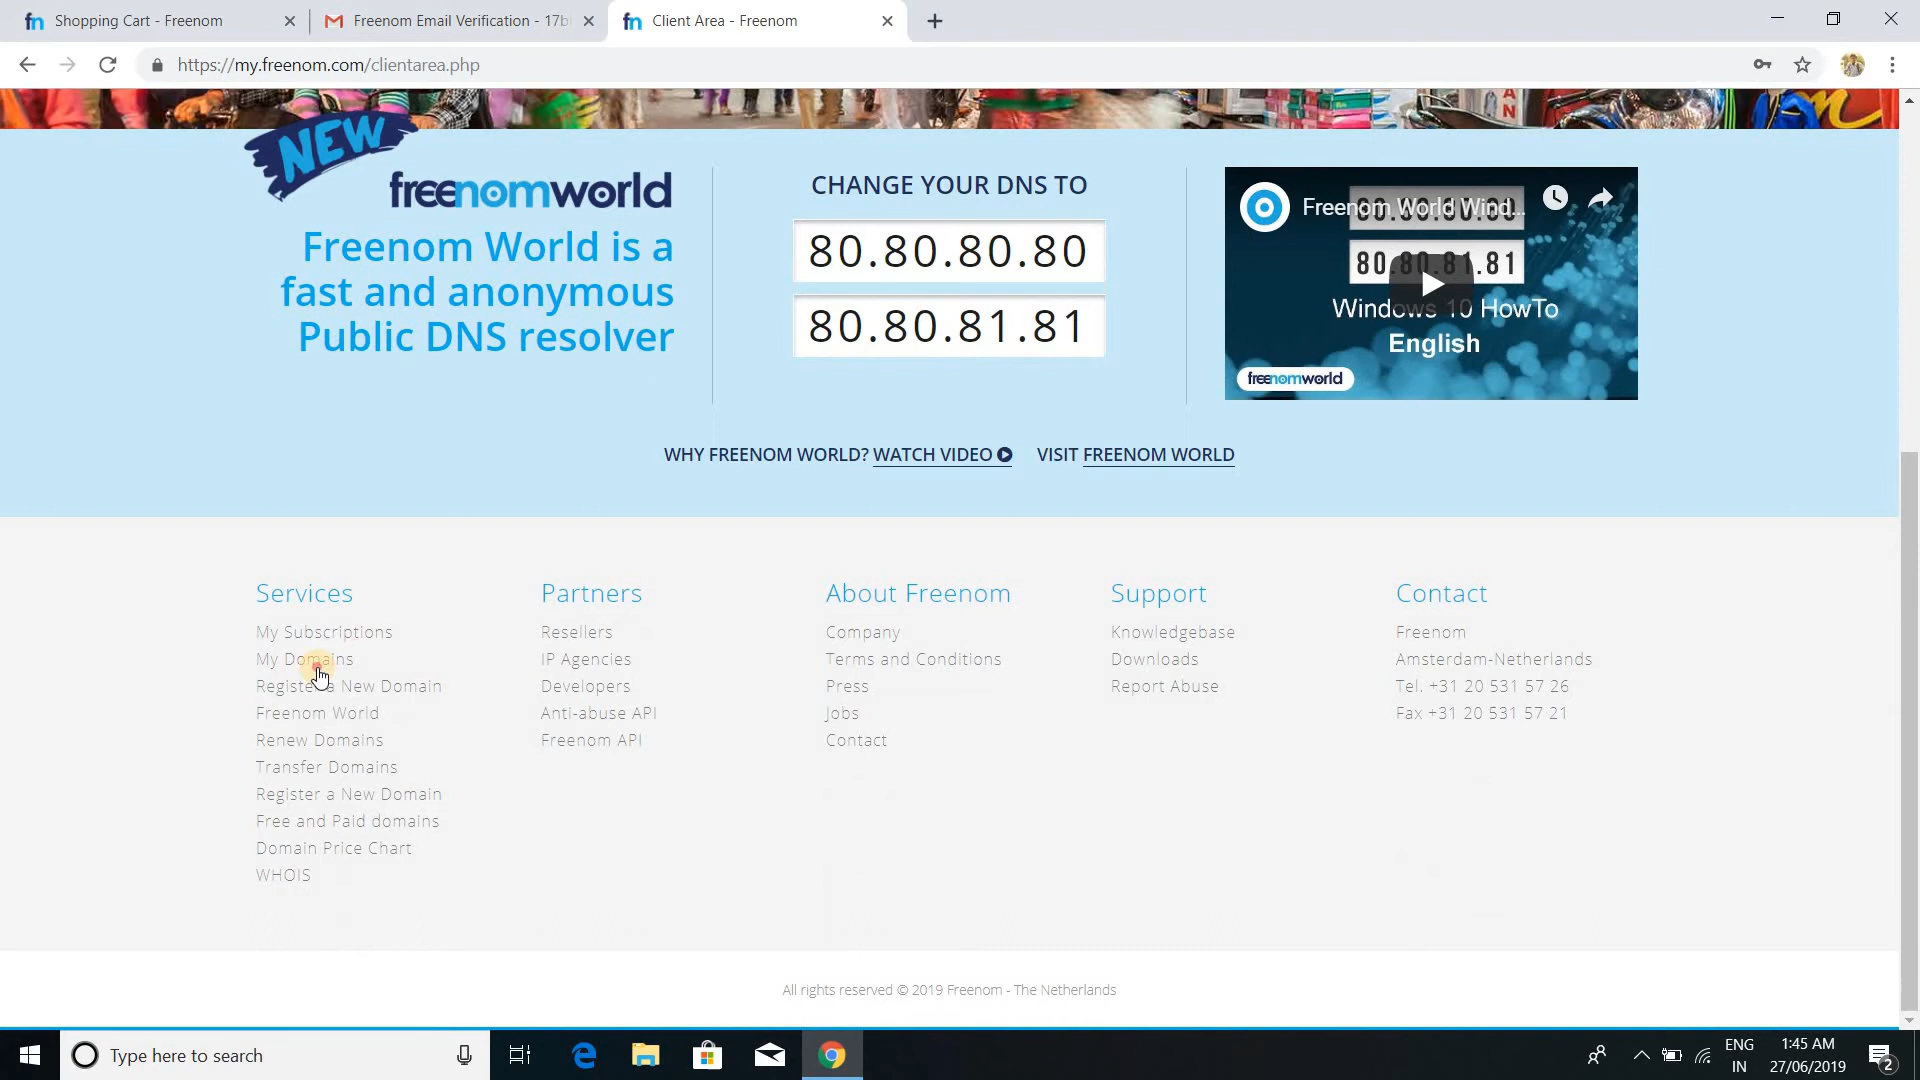 Shopping Cart - Freenom
Freenom Email Verification - 17b
Client Area - Freenom
https://my.freenom.com/clientarea.php
NEW
freenomworld
Freenom World is a
fast and anonymous
Public DNS resolver
CHANGE YOUR DNS TO
80.80.80.80
80.80.81.81
Freenom World Wind...
80.80.80.80
80.80.81.81
Windows 10 HowTo
English
freenomworld
WHY FREENOM WORLD? WATCH VIDEO VISIT FREENOM WORLD
Services
My Subscriptions
My Domains
Register a New Domain
Freenom World
Renew Domains
Transfer Domains
Register a New Domain
Free and Paid domains
Domain Price Chart
WHOIS
Partners
Resellers
IP Agencies
Developers
Anti-abuse API
Freenom API
About Freenom
Company
Terms and Conditions
Press
Jobs
Contact
Support
Knowledgebase
Downloads
Report Abuse
Contact
Freenom
Amsterdam-Netherlands
Tel. +31 20 531 57 26
Fax +31 20 531 57 21
All rights reserved © 2019 Freenom - The Netherlands
Type here to search
ENG
IN
1:45 AM
27/06/2019
2